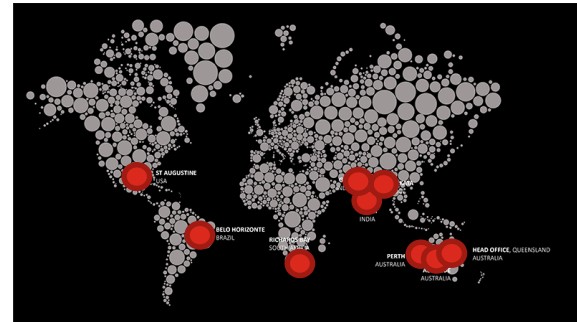 ST AUGUSTINE
USA
BELO HORIZONTE
BRAZIL
RICHARDS BAY
INDIA
PERTH
AUSTRALIA
HEAD OFFICE, QUEENSLAND
AUSTRALIA
AUSTRALIA